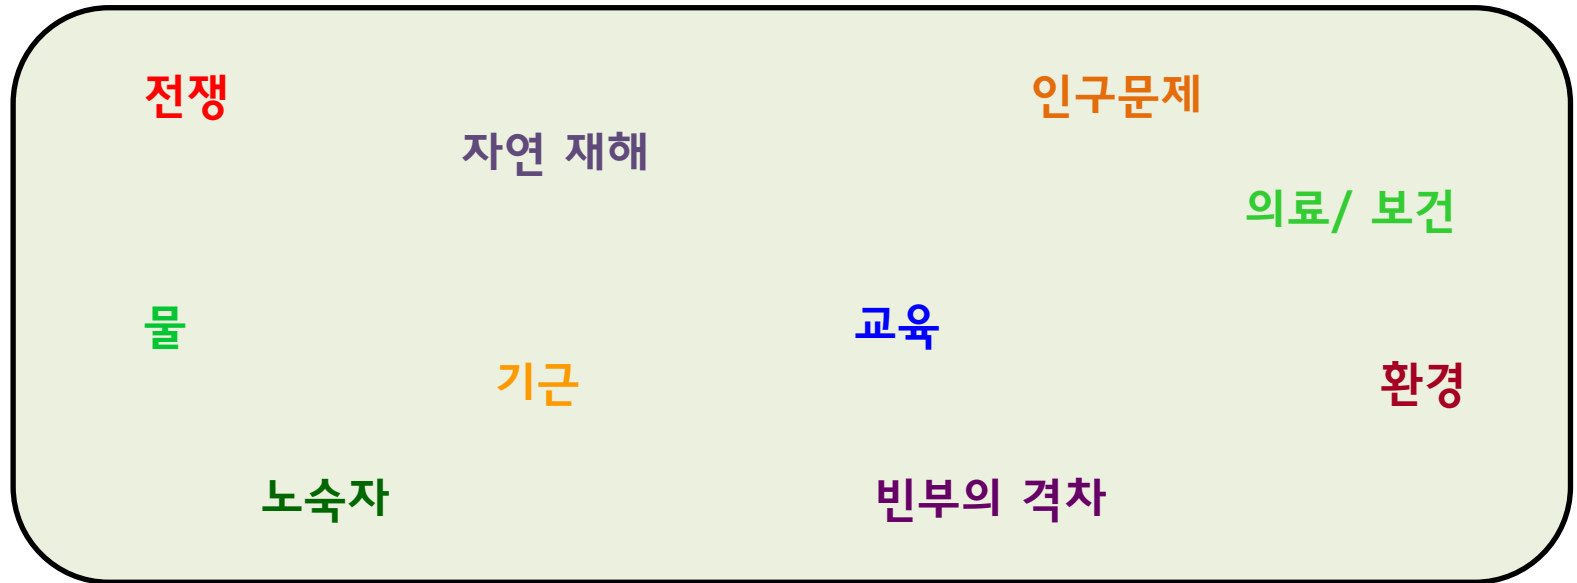 전쟁 인구문제
자연 재해
의료/ 보건
물 교육
기근 환경
노숙자 빈부의 격차